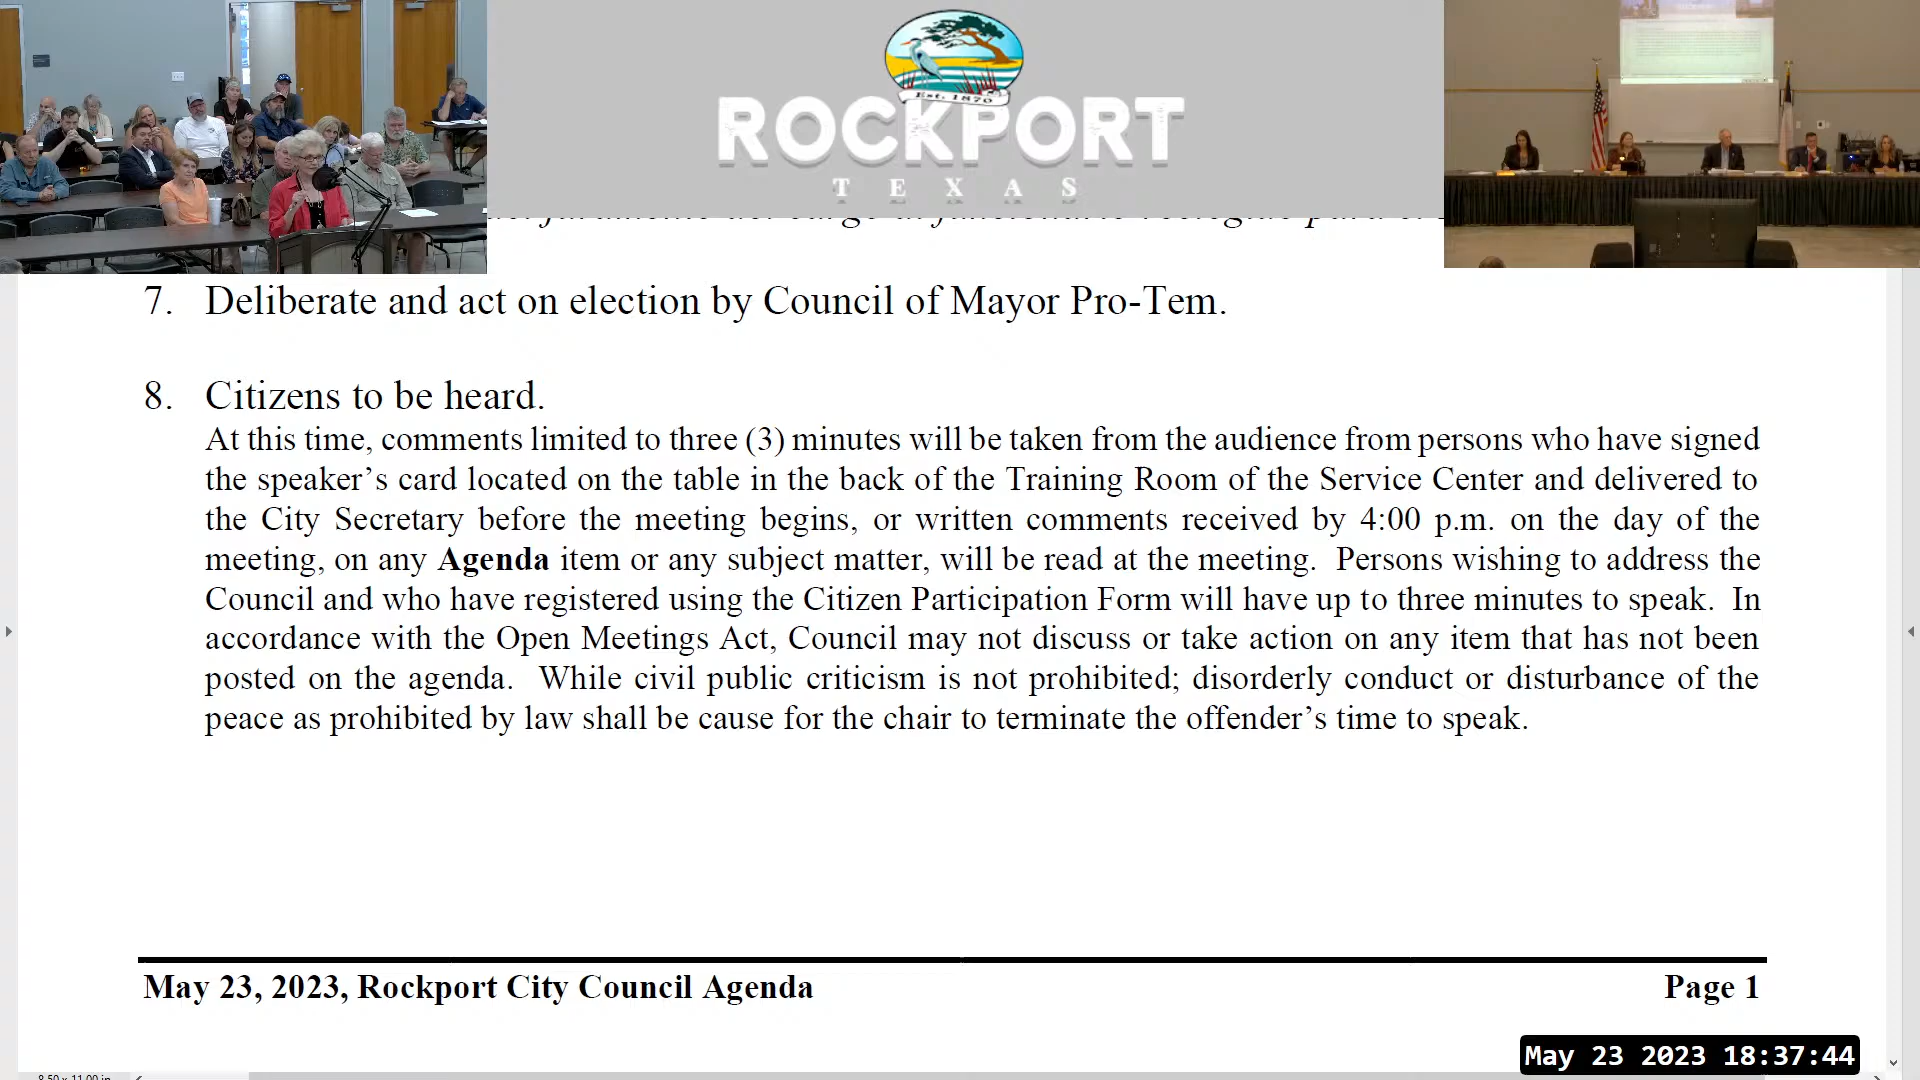 Est. 1870
ROCKPORT
TEXAS
7. Deliberate and act on election by Council of Mayor Pro-Tem.
8. Citizens to be heard.
At this time, comments limited to three (3) minutes will be taken from the audience from persons who have signed
the speaker’s card located on the table in the back of the Training Room of the Service Center and delivered to
the City Secretary before the meeting begins, or written comments received by 4:00 p.m. on the day of the
meeting, on any Agenda item or any subject matter, will be read at the meeting. Persons wishing to address the
Council and who have registered using the Citizen Participation Form will have up to three minutes to speak. In
accordance with the Open Meetings Act, Council may not discuss or take action on any item that has not been
posted on the agenda. While civil public criticism is not prohibited; disorderly conduct or disturbance of the
peace as prohibited by law shall be cause for the chair to terminate the offender’s time to speak.
May 23, 2023, Rockport City Council Agenda Page 1
May 23 2023 18:37:44
8.50 x 11.00 in